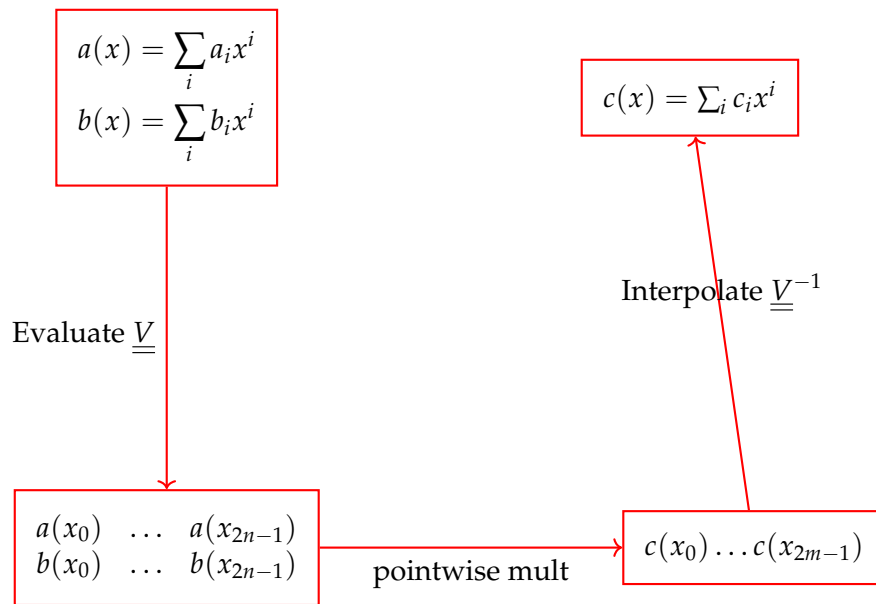 a(x) = ∑_i a_i x^i
b(x) = ∑_i b_i x^i
c(x) = ∑_i c_i x^i
Interpolate V̳^{-1}
Evaluate V̳
a(x_0) … a(x_{2n−1})
b(x_0) … b(x_{2n−1})
pointwise mult
c(x_0) … c(x_{2m−1})